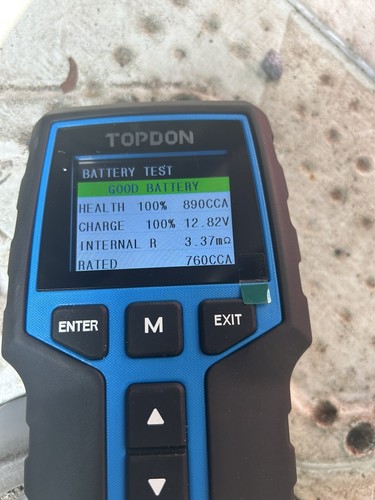 TOPDON
BATTERY TEST
GOOD BATTERY
HEALTH 100% 890CCA
CHARGE 100% 12.82V
INTERNAL R 3.37mΩ
RATED 760CCA
ENTER M EXIT